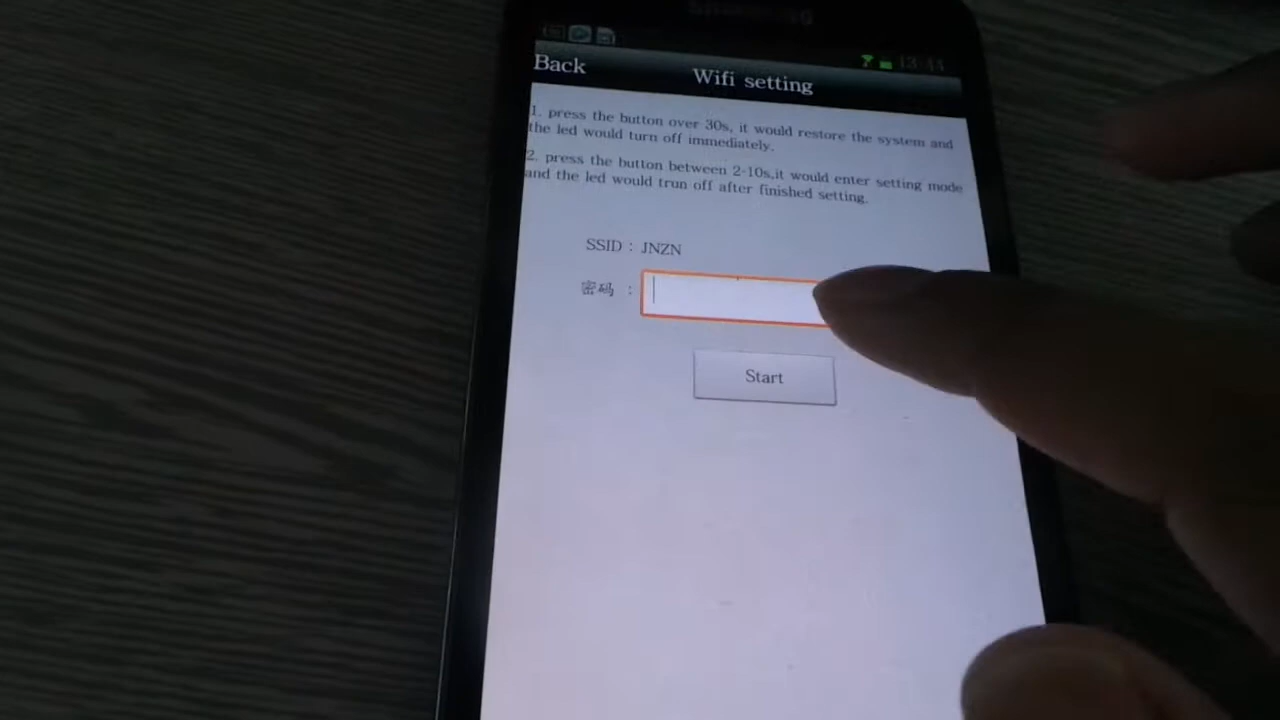 13:44
Back
Wifi setting
1. press the button over 30s, it would restore the system and
the led would turn off immediately.
2. press the button between 2-10s,it would enter setting mode
and the led would trun off after finished setting.
SSID : JNZN
密码 :
Start